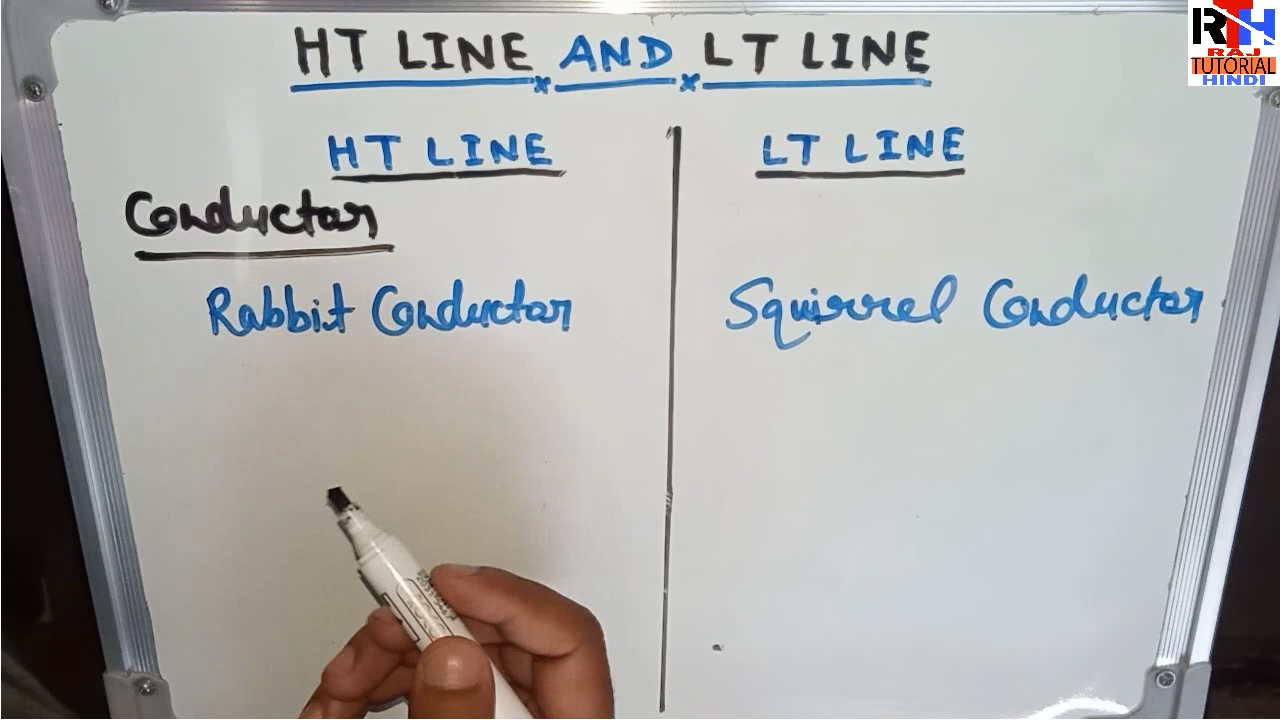 HT LINE AND LT LINE
RTH
RAJ
TUTORIAL
HINDI
HT LINE
LT LINE
Conductor
Rabbit Conductor
Squirrel Conductor